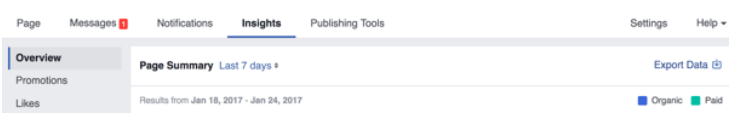 Page Messages 1 Notifications Insights Publishing Tools Settings Help
Overview
Promotions
Likes
Page Summary Last 7 days Export Data
Results from Jan 18, 2017 - Jan 24, 2017 Organic Paid